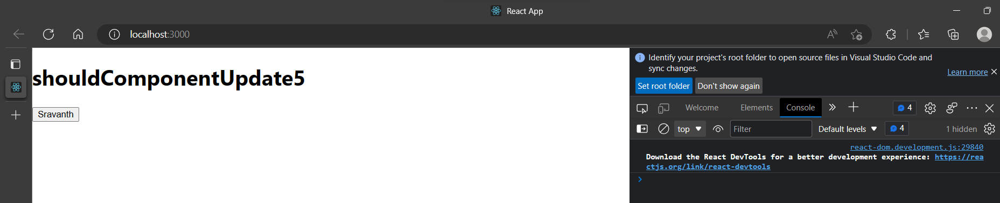 React App
localhost:3000
shouldComponentUpdate5
Sravanth
Identify your project's root folder to open source files in Visual Studio Code and
sync changes.
Learn more
Set root folder
Don't show again
Welcome
Elements
Console
4
top
Filter
Default levels
4
1 hidden
react-dom.development.js:29840
Download the React DevTools for a better development experience: https://rea
ctjs.org/link/react-devtools